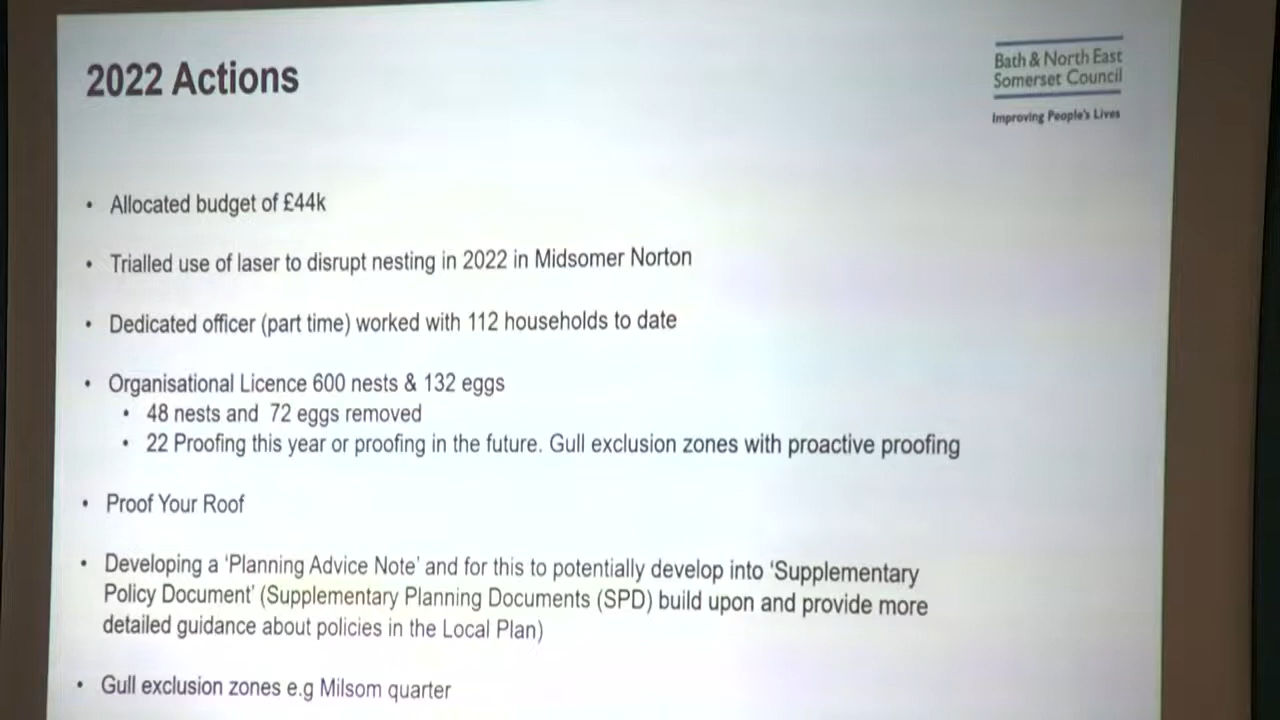 2022 Actions
Bath & North East
Somerset Council
Improving People's Lives
• Allocated budget of £44k
• Trialled use of laser to disrupt nesting in 2022 in Midsomer Norton
• Dedicated officer (part time) worked with 112 households to date
• Organisational Licence 600 nests & 132 eggs
• 48 nests and 72 eggs removed
• 22 Proofing this year or proofing in the future. Gull exclusion zones with proactive proofing
• Proof Your Roof
• Developing a ‘Planning Advice Note’ and for this to potentially develop into ‘Supplementary
Policy Document’ (Supplementary Planning Documents (SPD) build upon and provide more
detailed guidance about policies in the Local Plan)
• Gull exclusion zones e.g Milsom quarter